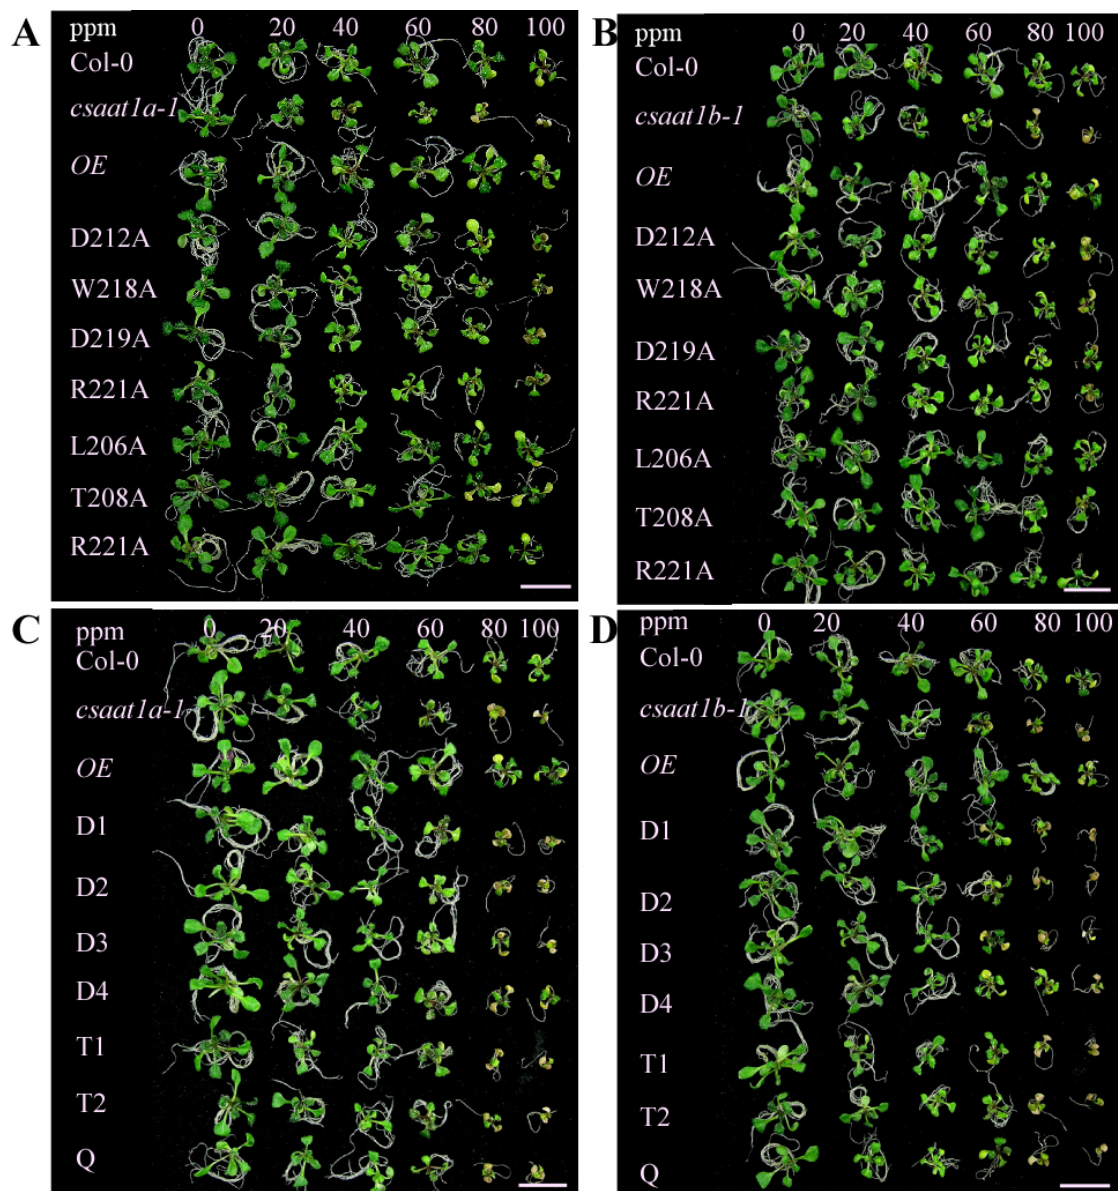 A
ppm 0 20 40 60 80 100
Col-0
csaat1a-1
OE
D212A
W218A
D219A
R221A
L206A
T208A
R221A
B
ppm 0 20 40 60 80 100
Col-0
csaat1b-1
OE
D212A
W218A
D219A
R221A
L206A
T208A
R221A
C
ppm 0 20 40 60 80 100
Col-0
csaat1a-1
OE
D1
D2
D3
D4
T1
T2
Q
D
ppm 0 20 40 60 80 100
Col-0
csaat1b-1
OE
D1
D2
D3
D4
T1
T2
Q